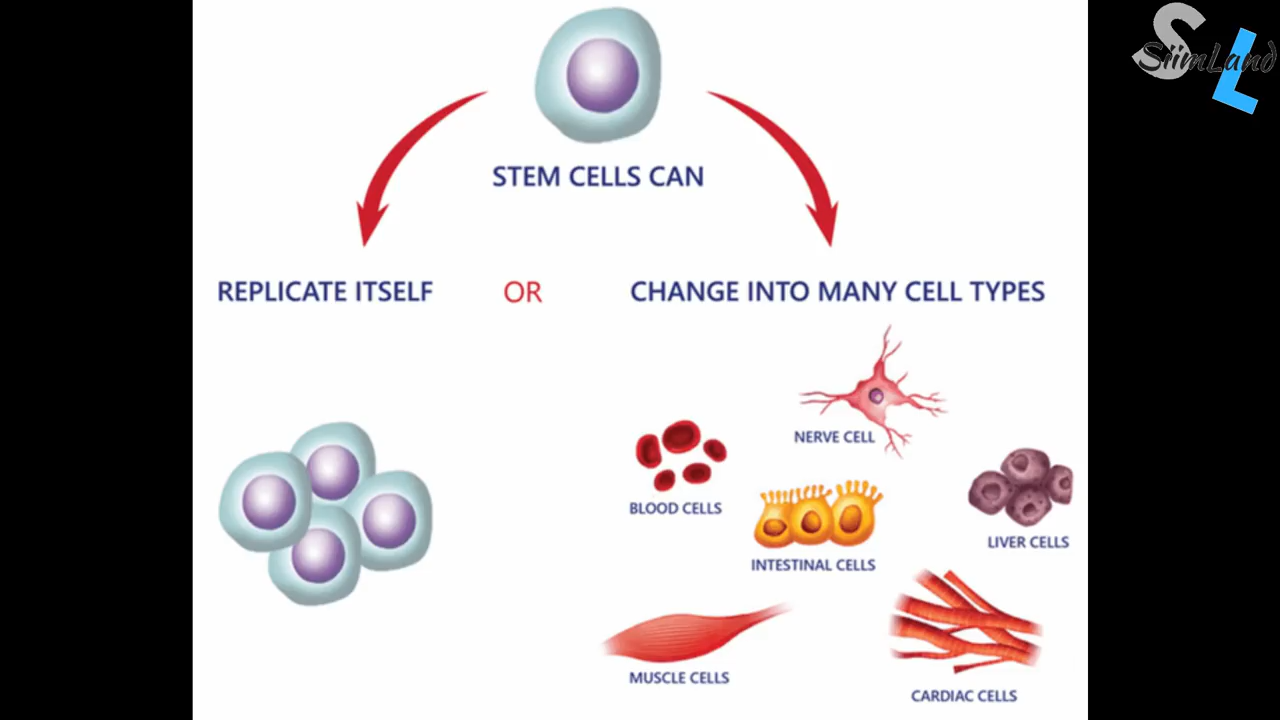 SiimLand
STEM CELLS CAN
REPLICATE ITSELF OR CHANGE INTO MANY CELL TYPES
NERVE CELL
BLOOD CELLS
LIVER CELLS
INTESTINAL CELLS
MUSCLE CELLS
CARDIAC CELLS